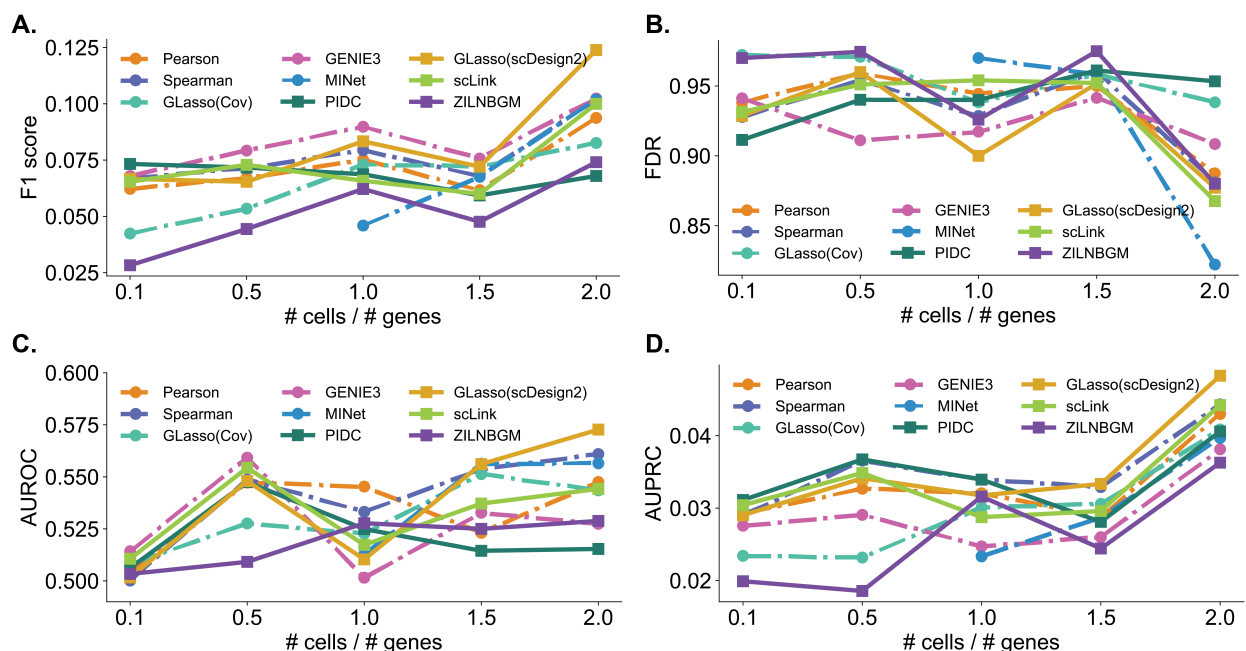 A.
F1 score
0.125
0.100
0.075
0.050
0.025
Pearson
Spearman
GLasso(Cov)
GENIE3
MINet
PIDC
GLasso(scDesign2)
scLink
ZILNBGM
0.1 0.5 1.0 1.5 2.0
# cells / # genes
B.
FDR
0.95
0.90
0.85
Pearson
Spearman
GLasso(Cov)
GENIE3
MINet
PIDC
GLasso(scDesign2)
scLink
ZILNBGM
0.1 0.5 1.0 1.5 2.0
# cells / # genes
C.
AUROC
0.600
0.575
0.550
0.525
0.500
Pearson
Spearman
GLasso(Cov)
GENIE3
MINet
PIDC
GLasso(scDesign2)
scLink
ZILNBGM
0.1 0.5 1.0 1.5 2.0
# cells / # genes
D.
AUPRC
0.04
0.03
0.02
Pearson
Spearman
GLasso(Cov)
GENIE3
MINet
PIDC
GLasso(scDesign2)
scLink
ZILNBGM
0.1 0.5 1.0 1.5 2.0
# cells / # genes